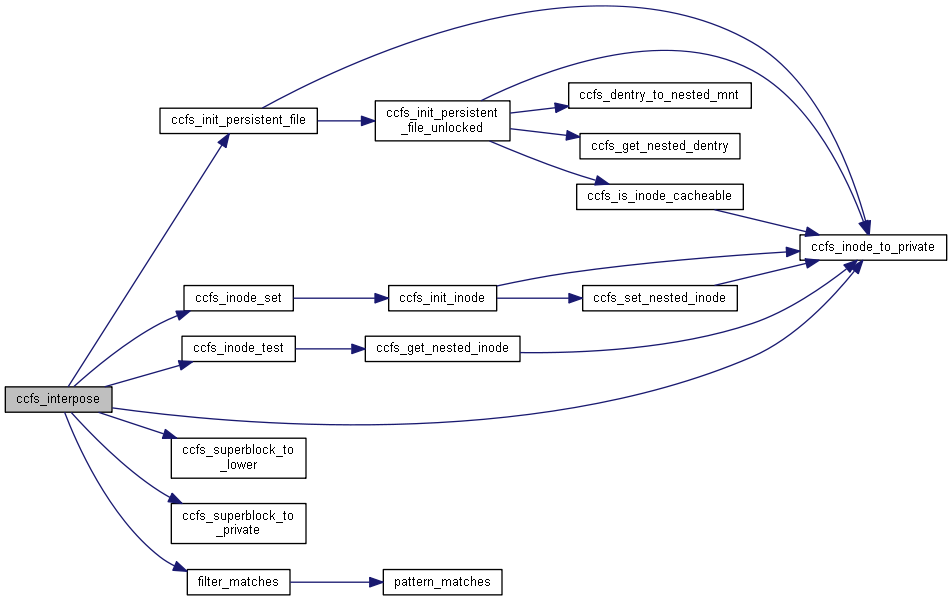 ccfs_interpose
ccfs_init_persistent_file
ccfs_init_persistent
_file_unlocked
ccfs_dentry_to_nested_mnt
ccfs_get_nested_dentry
ccfs_is_inode_cacheable
ccfs_inode_to_private
ccfs_inode_set
ccfs_init_inode
ccfs_set_nested_inode
ccfs_inode_test
ccfs_get_nested_inode
ccfs_superblock_to
_lower
ccfs_superblock_to
_private
filter_matches
pattern_matches